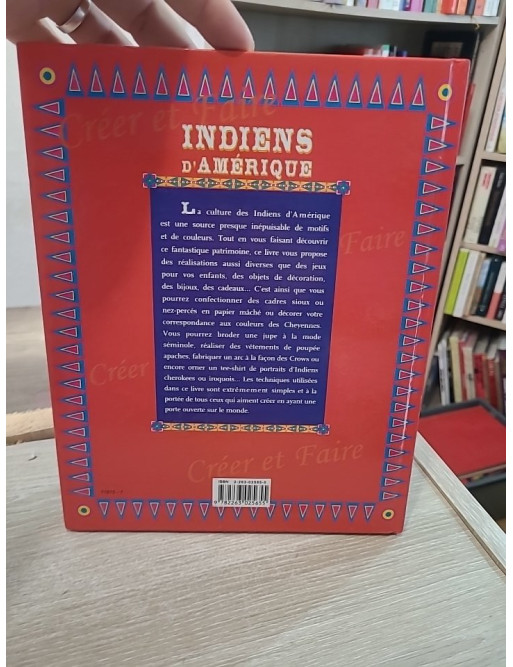 Créer et Faire
INDIENS
D'AMÉRIQUE
La culture des Indiens d'Amérique
est une source presque inépuisable de motifs
et de couleurs. Tout en vous faisant découvrir
ce fantastique patrimoine, ce livre vous propose
des réalisations aussi diverses que des jeux
pour vos enfants, des objets de décoration,
des bijoux, des cadeaux... C'est ainsi que vous
pourrez confectionner des cadres sioux ou
nez-percés en papier mâché ou décorer votre
correspondance aux couleurs des Cheyennes.
Vous pourrez broder une jupe à la mode
séminole, réaliser des vêtements de poupée
apaches, fabriquer un arc à la façon des Crows ou
encore orner un tee-shirt de portraits d'Indiens
cherokees ou iroquois... Les techniques utilisées
dans ce livre sont extrêmement simples et à la
portée de tous ceux qui aiment créer en ayant une
porte ouverte sur le monde.
Faire
Créer
Faire
Créer et Faire
ISBN
9 782263 025655